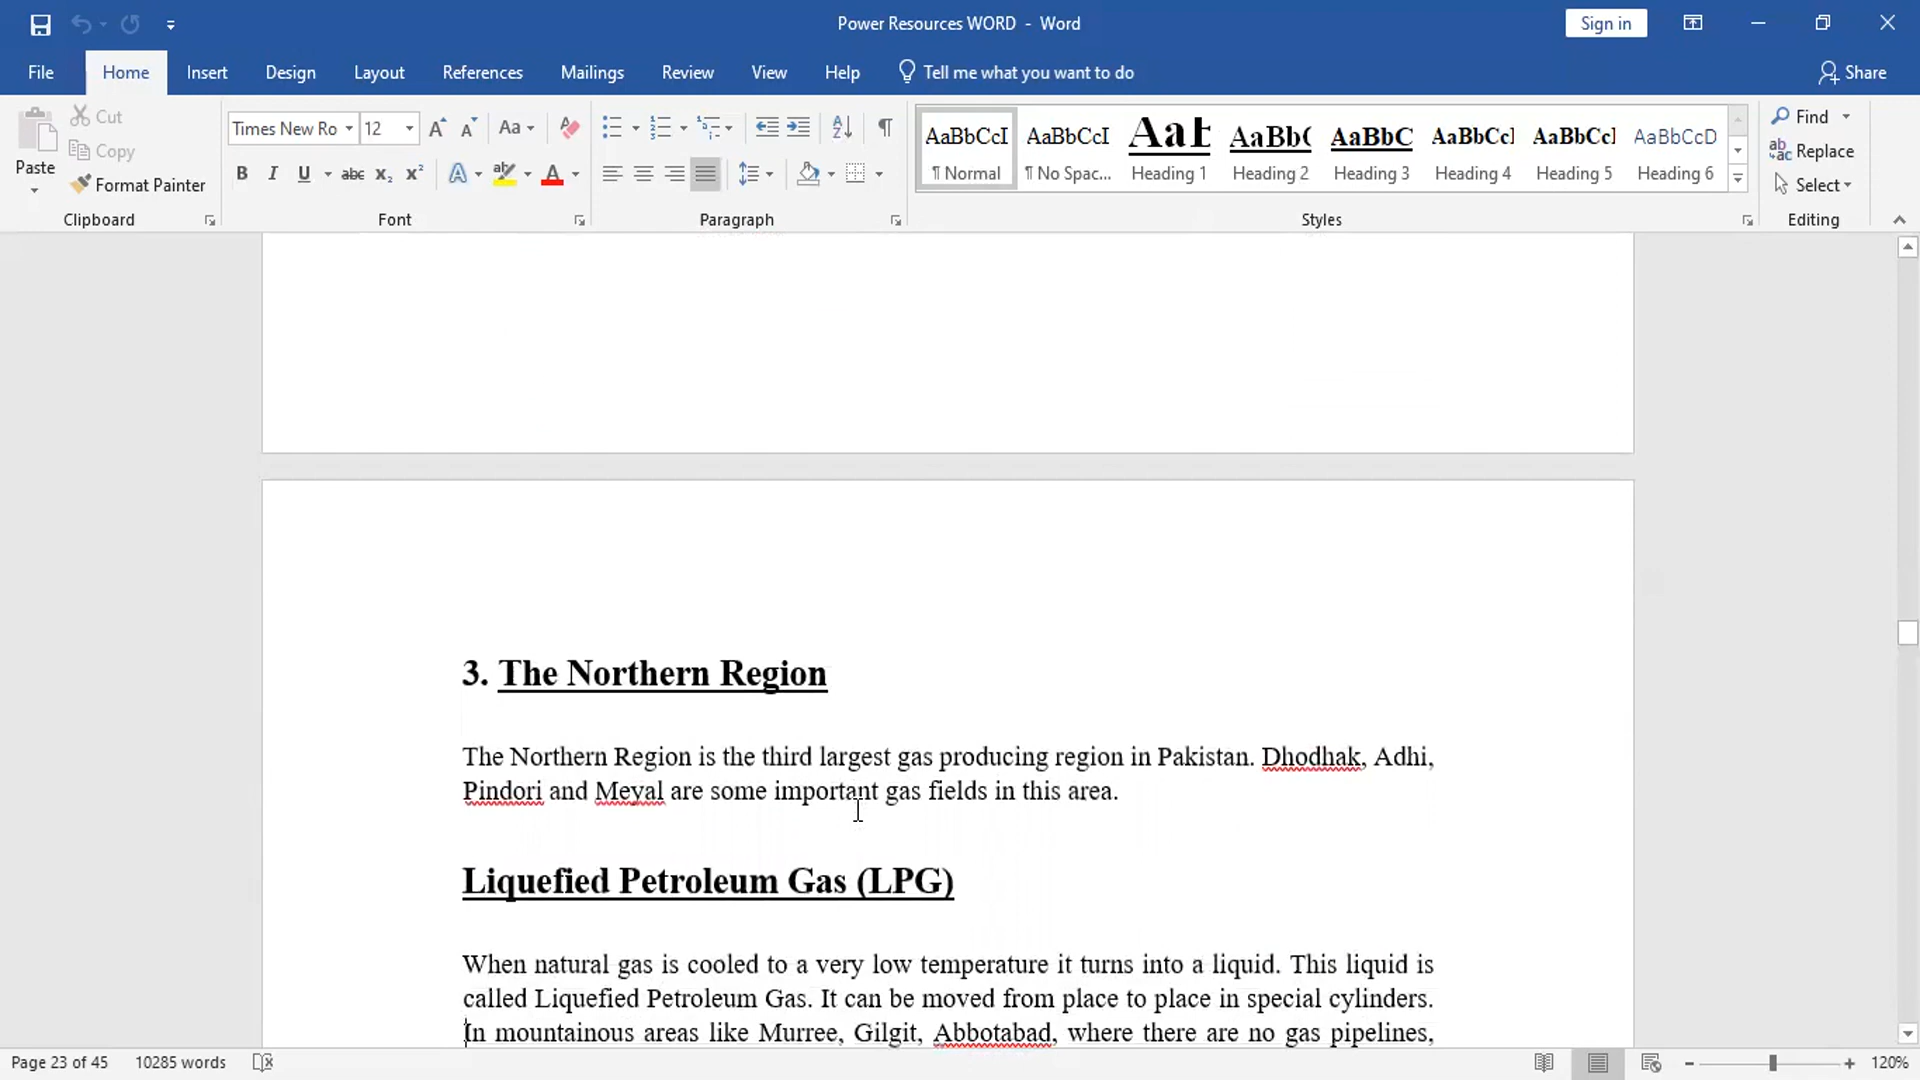 Power Resources WORD - Word
Sign in
File Home Insert Design Layout References Mailings Review View Help Tell me what you want to do Share
Paste
Cut
Copy
Format Painter
Clipboard
Times New Ro 12
Aa
B I U abc X₂ X² A ab A
Font
Paragraph
AaBbCcI AaBbCcI AaB AaBb( AaBbC AaBbCcI AaBbCcI AaBbCcD
¶ Normal ¶ No Spac... Heading 1 Heading 2 Heading 3 Heading 4 Heading 5 Heading 6
Styles
Find
Replace
Select
Editing
3. The Northern Region
The Northern Region is the third largest gas producing region in Pakistan. Dhodhak, Adhi,
Pindori and Meyal are some important gas fields in this area.
Liquefied Petroleum Gas (LPG)
When natural gas is cooled to a very low temperature it turns into a liquid. This liquid is
called Liquefied Petroleum Gas. It can be moved from place to place in special cylinders.
In mountainous areas like Murree, Gilgit, Abbotabad, where there are no gas pipelines,
Page 23 of 45 10285 words 120%